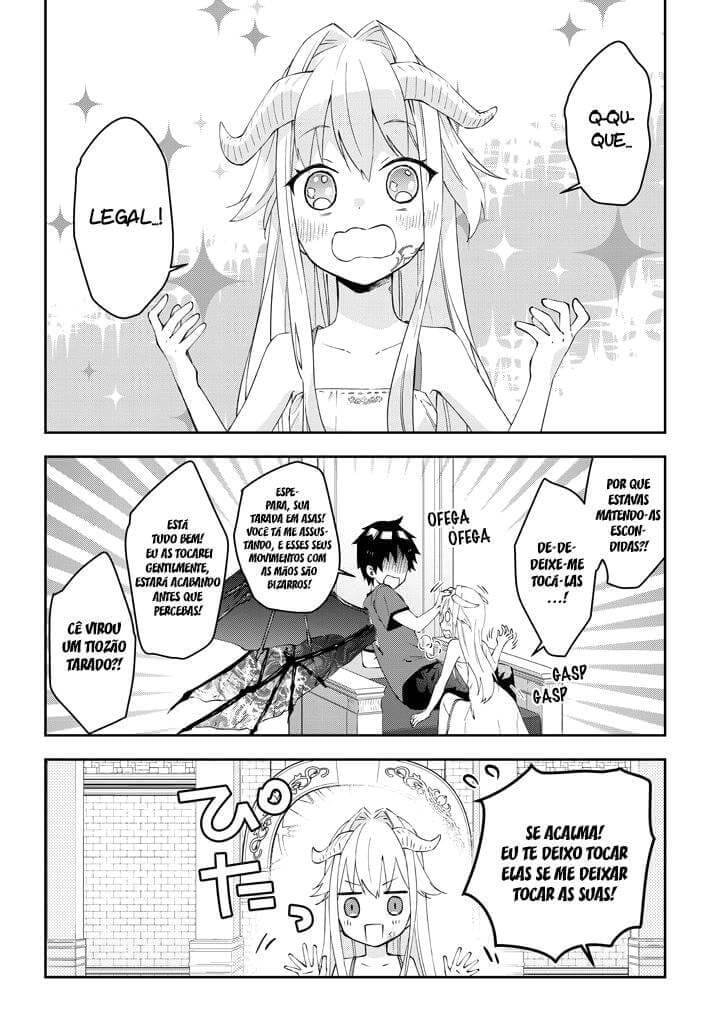 Q-QU-
QUE...
LEGAL...!
POR QUE
ESTAVAS
MATENDO-AS
ESCON-
DIDAS?!
DE-DE-
DEIXE-ME
TOCÁ-LAS
...!
OFEGA
OFEGA
GASP
GASP
ESPE-
PARA, SUA
TARADA EM ASAS!
VOCÊ TÁ ME ASSUS-
TANDO, E ESSES SEUS
MOVIMENTOS COM
AS MÃOS SÃO
BIZARROS!
ESTÁ
TUDO BEM!
EU AS TOCAREI
GENTILMENTE,
ESTARÁ ACABANDO
ANTES QUE
PERCEBAS!
CÊ VIROU
UM TIOZÃO
TARADO?!
SE ACALMA!
EU TE DEIXO TOCAR
ELAS SE ME DEIXAR
TOCAR AS SUAS!
ぴ
たっ